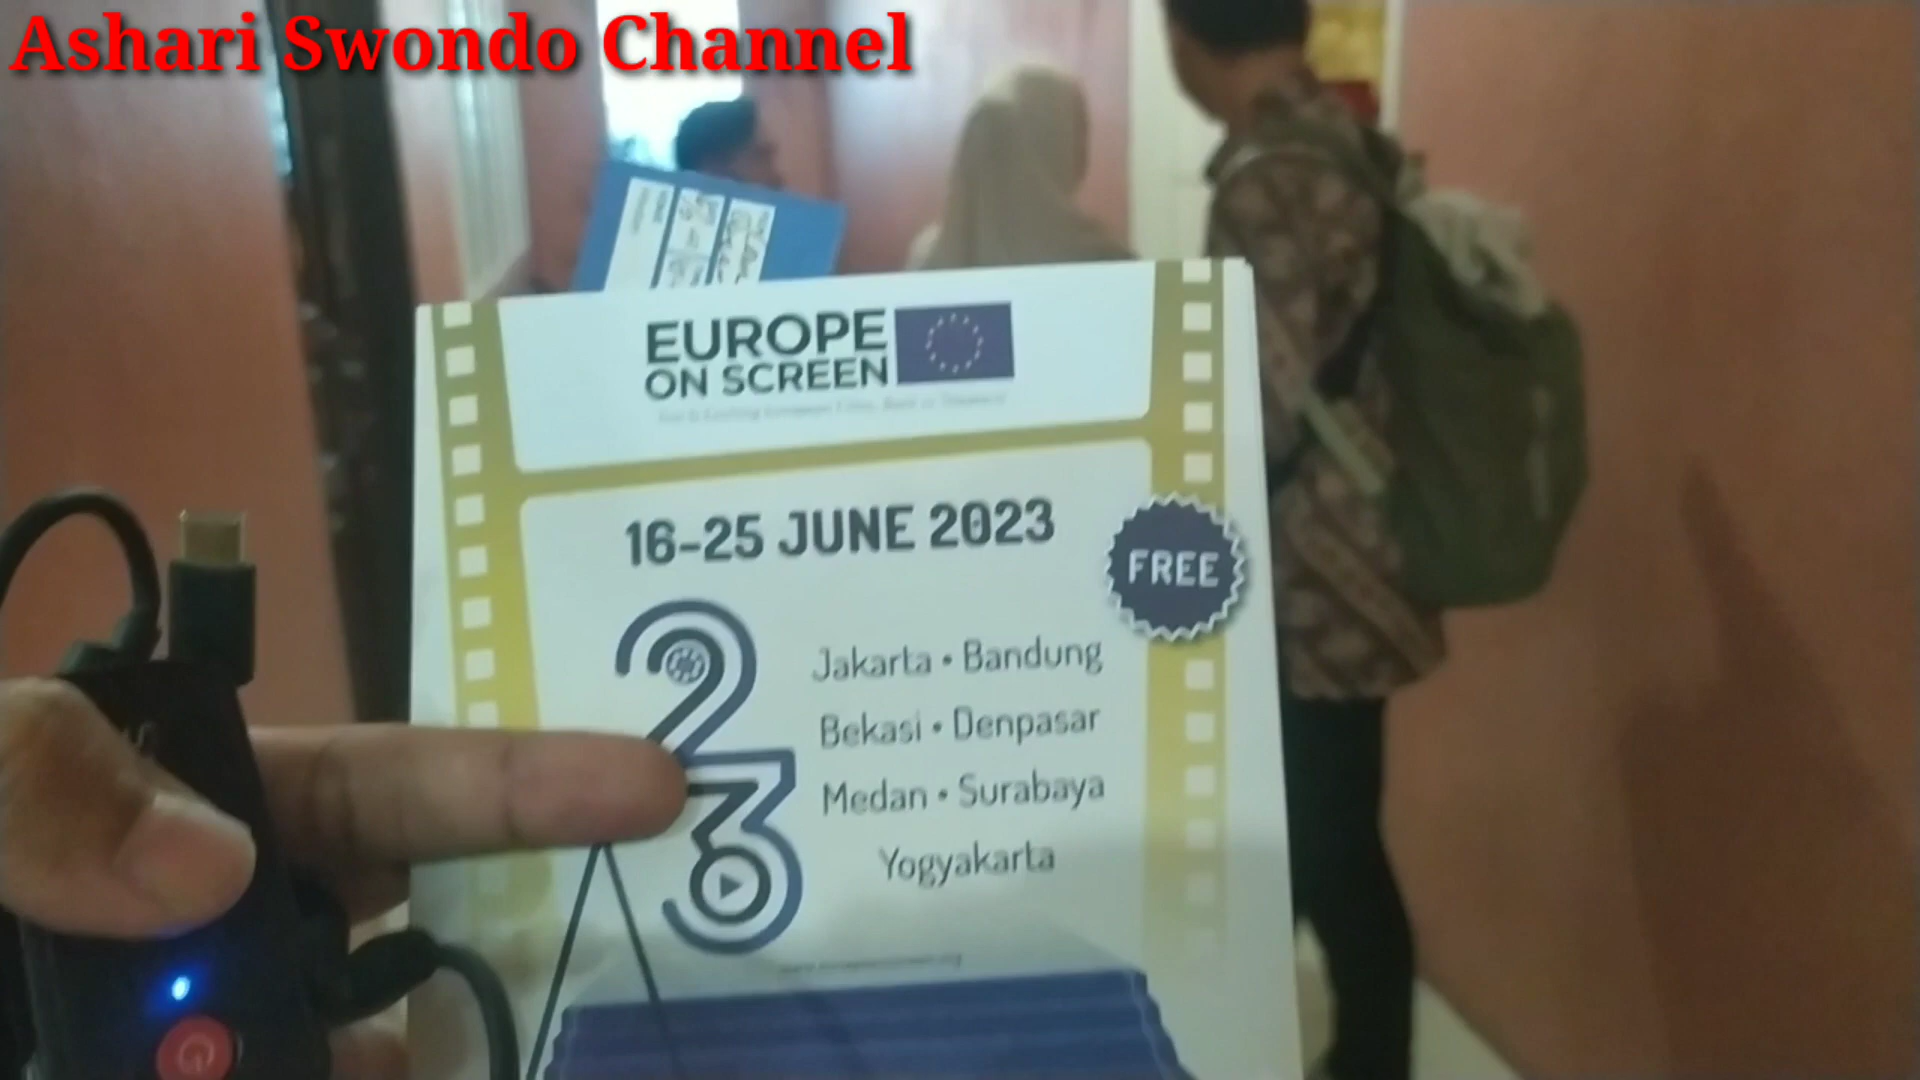 Ashari Swondo Channel
EUROPE
ON SCREEN
16-25 JUNE 2023
FREE
23
Jakarta • Bandung
Bekasi • Denpasar
Medan • Surabaya
Yogyakarta